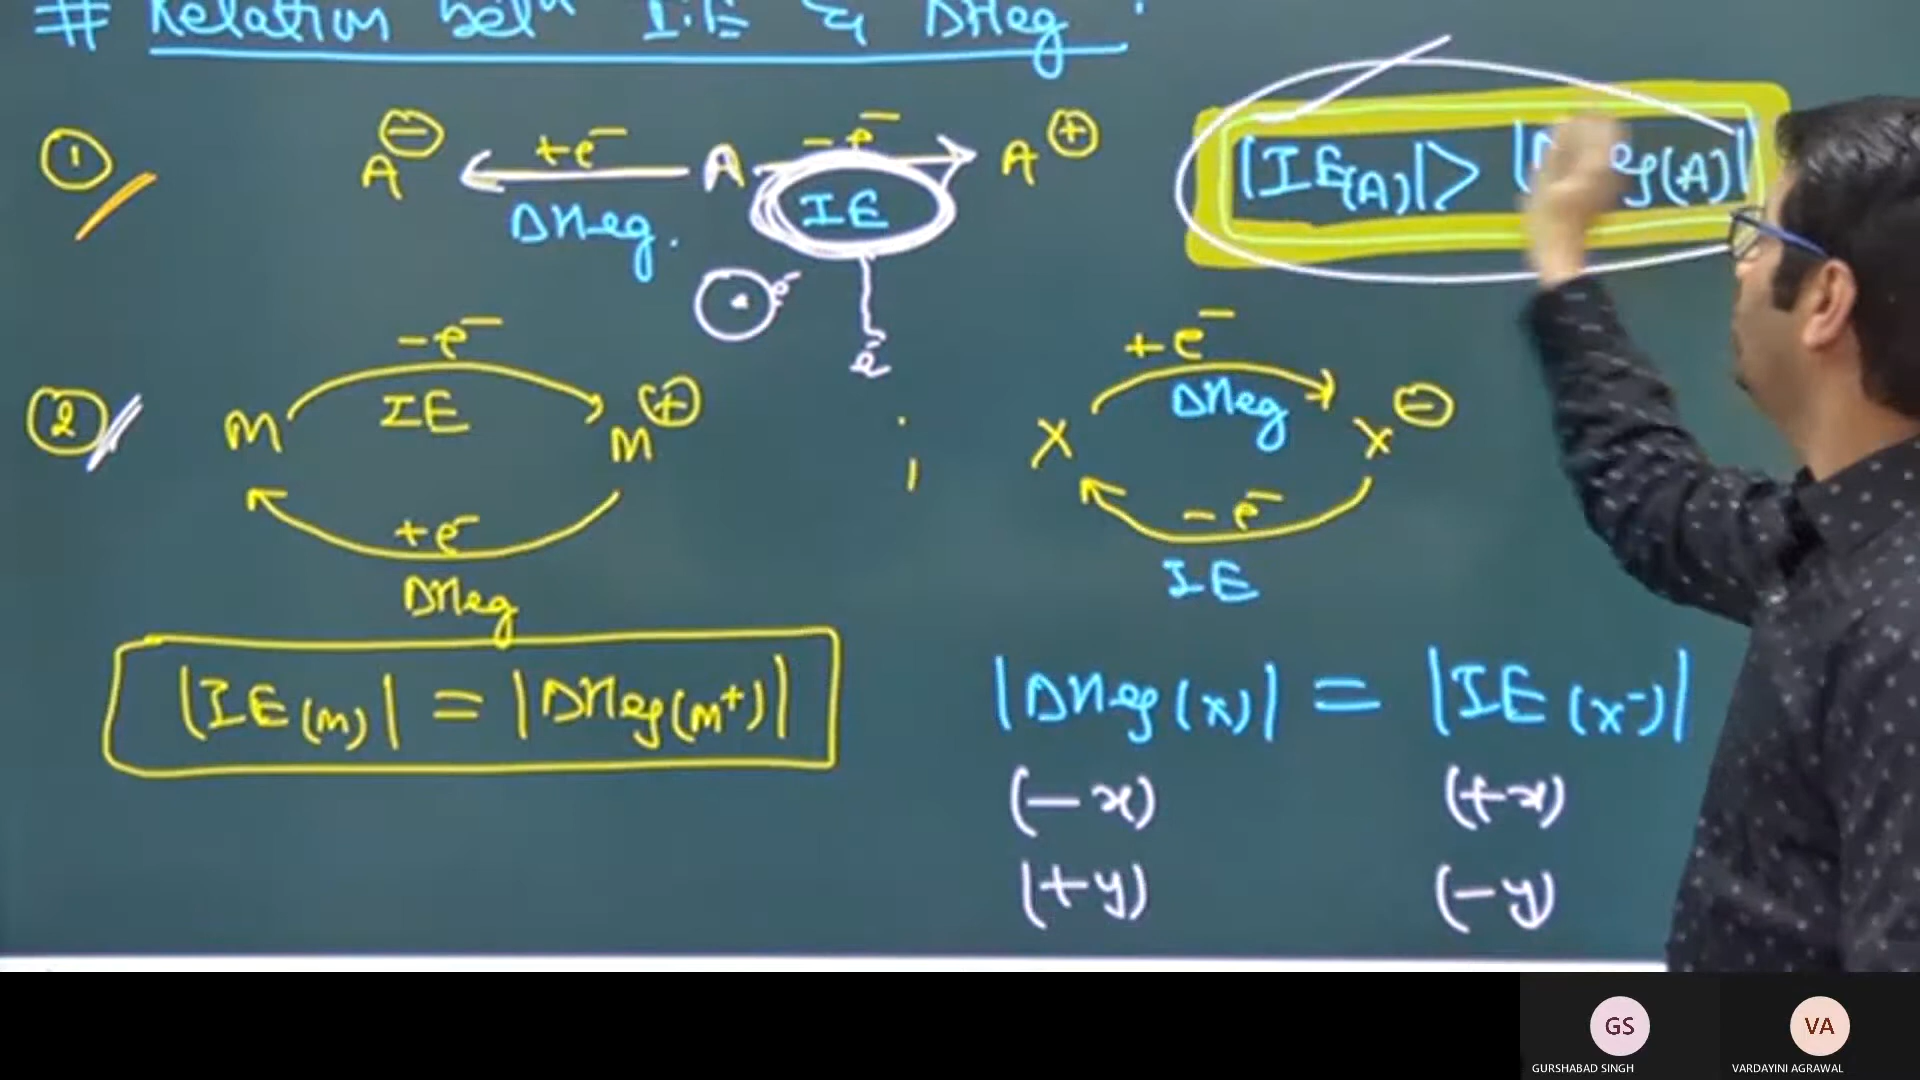 # Relation betⁿ I.E & ΔHeg :
① A⊖ +e⁻ A −e⁻ A⊕ |IE(A)| > |ΔHeg(A)|
ΔHeg. IE
e⁻
e⁻
−e⁻ +e⁻
② M IE M⊕ ; X ΔHeg X⊖
+e⁻ −e⁻
ΔHeg IE
|IE(M)| = |ΔHeg(M⁺)| |ΔHeg(X)| = |IE(X⁻)|
(−x) (+x)
(+y) (−y)
GS VA
GURSHABAD SINGH VARDAYINI AGRAWAL